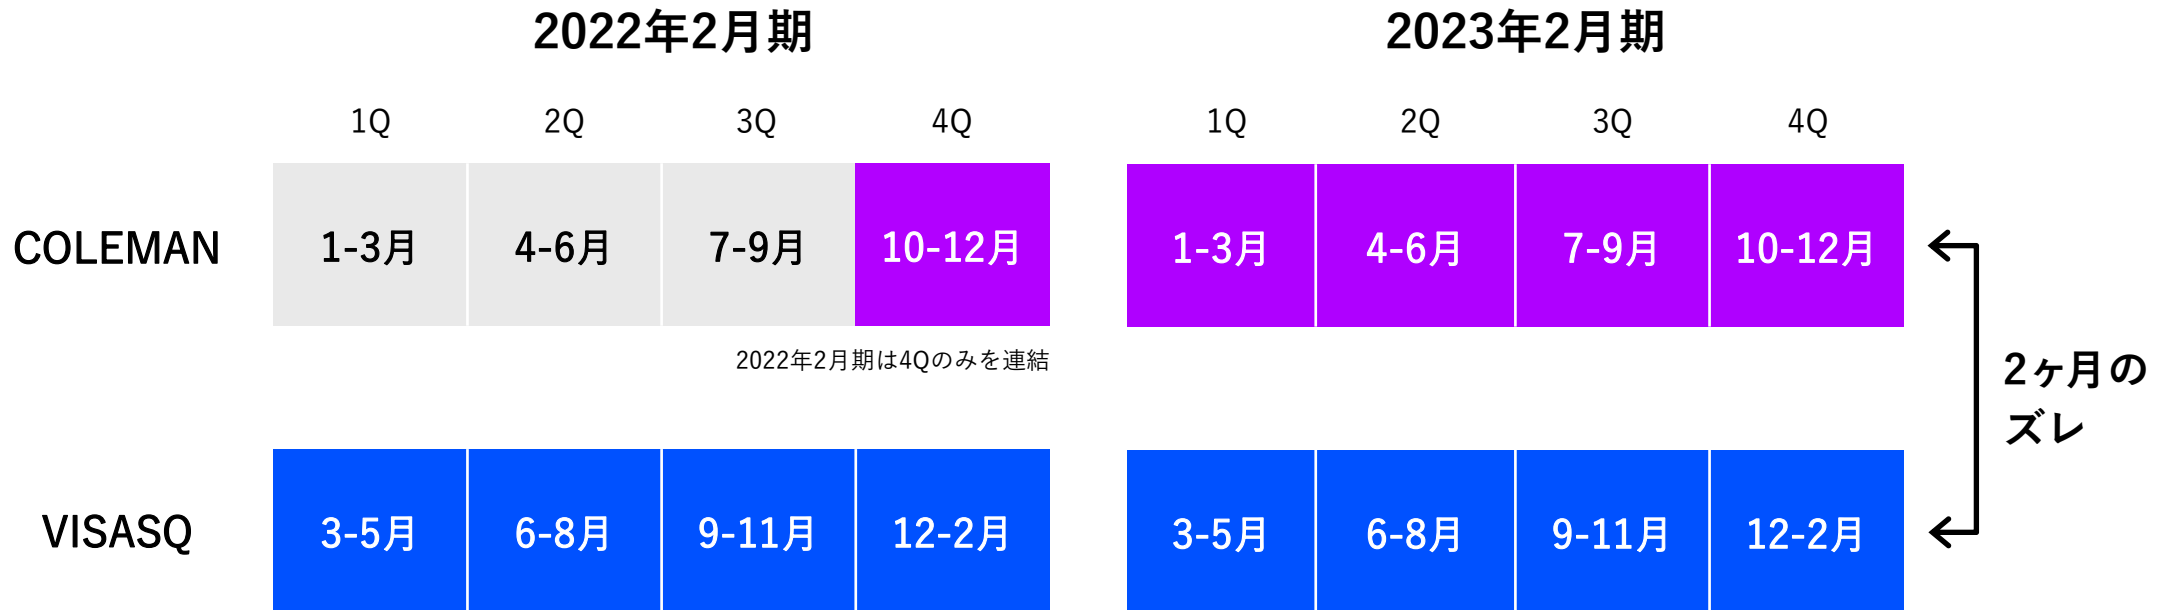 2022年2月期
2023年2月期
1Q 2Q 3Q 4Q
1Q 2Q 3Q 4Q
COLEMAN
1-3月 4-6月 7-9月 10-12月
1-3月 4-6月 7-9月 10-12月
2022年2月期は4Qのみを連結
2ヶ月の
ズレ
VISASQ
3-5月 6-8月 9-11月 12-2月
3-5月 6-8月 9-11月 12-2月